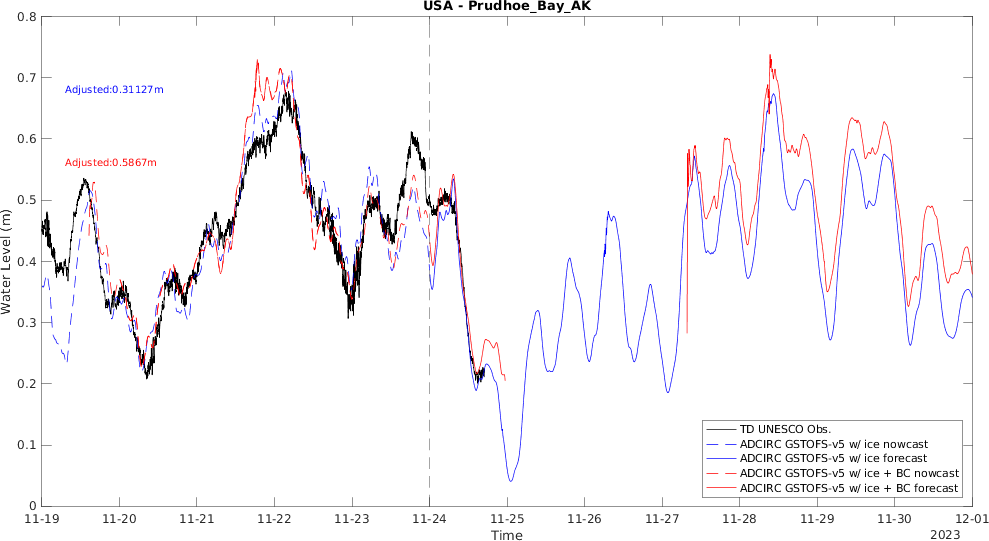 USA - Prudhoe_Bay_AK
0.8
0.7
0.6
0.5
0.4
0.3
0.2
0.1
0
Water Level (m)
Adjusted:0.31127m
Adjusted:0.5867m
TD UNESCO Obs.
ADCIRC GSTOFS-v5 w/ ice nowcast
ADCIRC GSTOFS-v5 w/ ice forecast
ADCIRC GSTOFS-v5 w/ ice + BC nowcast
ADCIRC GSTOFS-v5 w/ ice + BC forecast
11-19 11-20 11-21 11-22 11-23 11-24 11-25 11-26 11-27 11-28 11-29 11-30 12-01
Time
2023